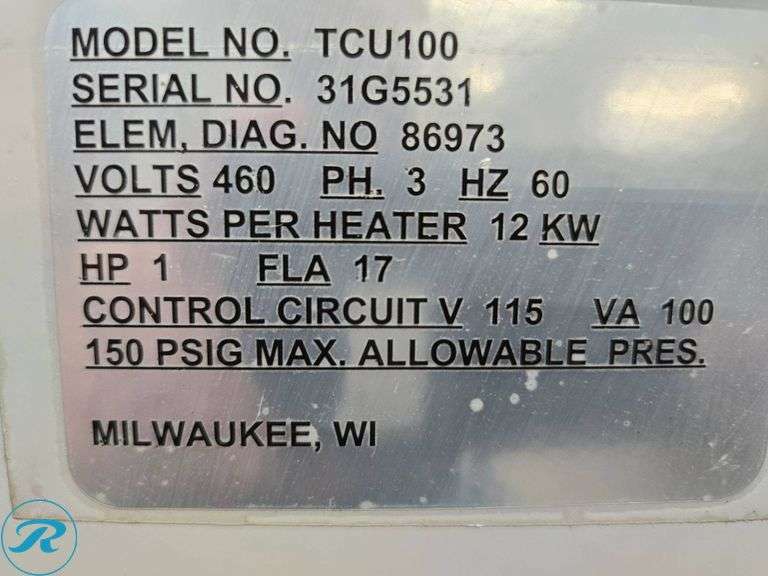 MODEL NO. TCU100
SERIAL NO. 31G5531
ELEM, DIAG. NO 86973
VOLTS 460 PH. 3 HZ 60
WATTS PER HEATER 12 KW
HP 1 FLA 17
CONTROL CIRCUIT V 115 VA 100
150 PSIG MAX. ALLOWABLE PRES.
MILWAUKEE, WI
R